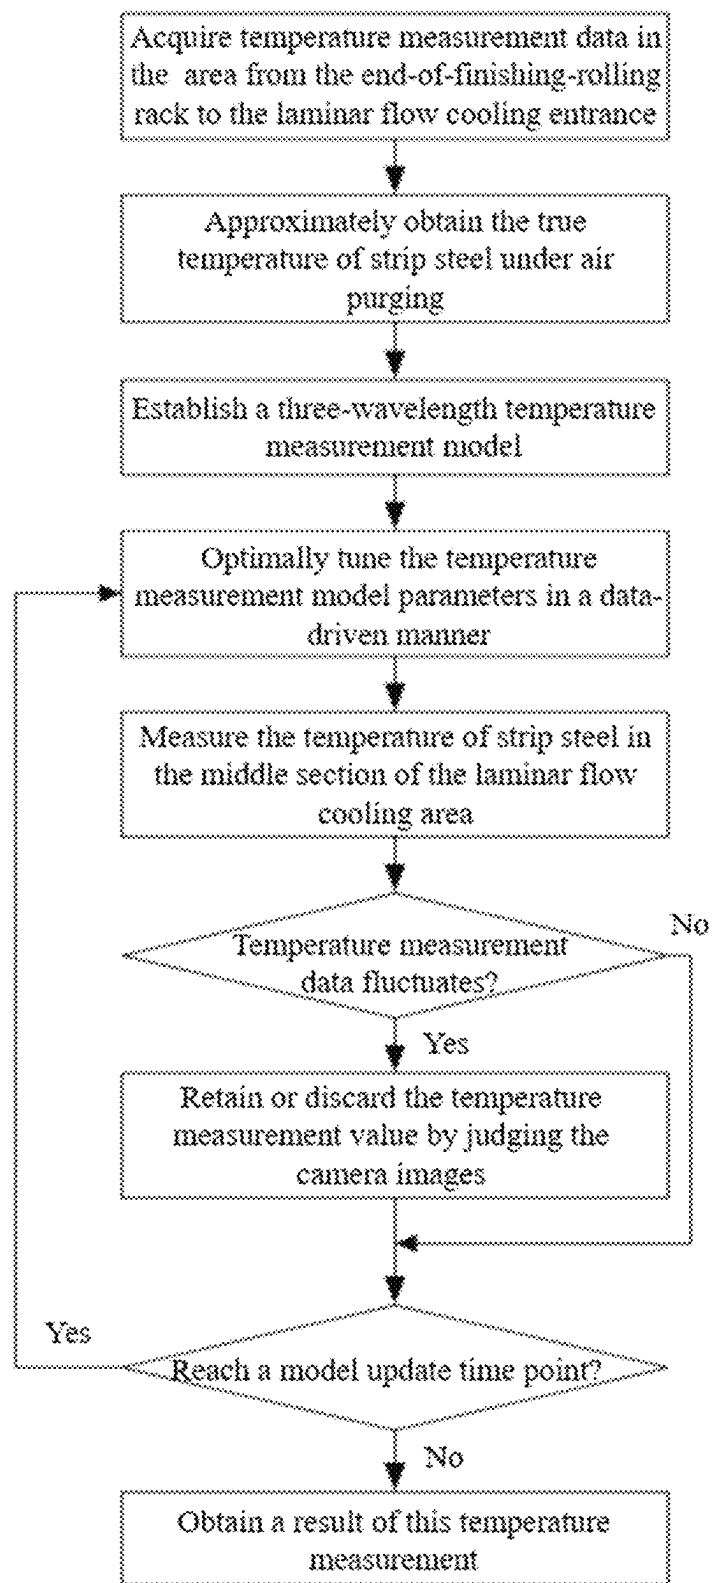 Acquire temperature measurement data in
the area from the end-of-finishing-rolling
rack to the laminar flow cooling entrance
Approximately obtain the true
temperature of strip steel under air
purging
Establish a three-wavelength temperature
measurement model
Optimally tune the temperature
measurement model parameters in a data-
driven manner
Measure the temperature of strip steel in
the middle section of the laminar flow
cooling area
No
Temperature measurement
data fluctuates?
Yes
Retain or discard the temperature
measurement value by judging the
camera images
Yes
Reach a model update time point?
No
Obtain a result of this temperature
measurement